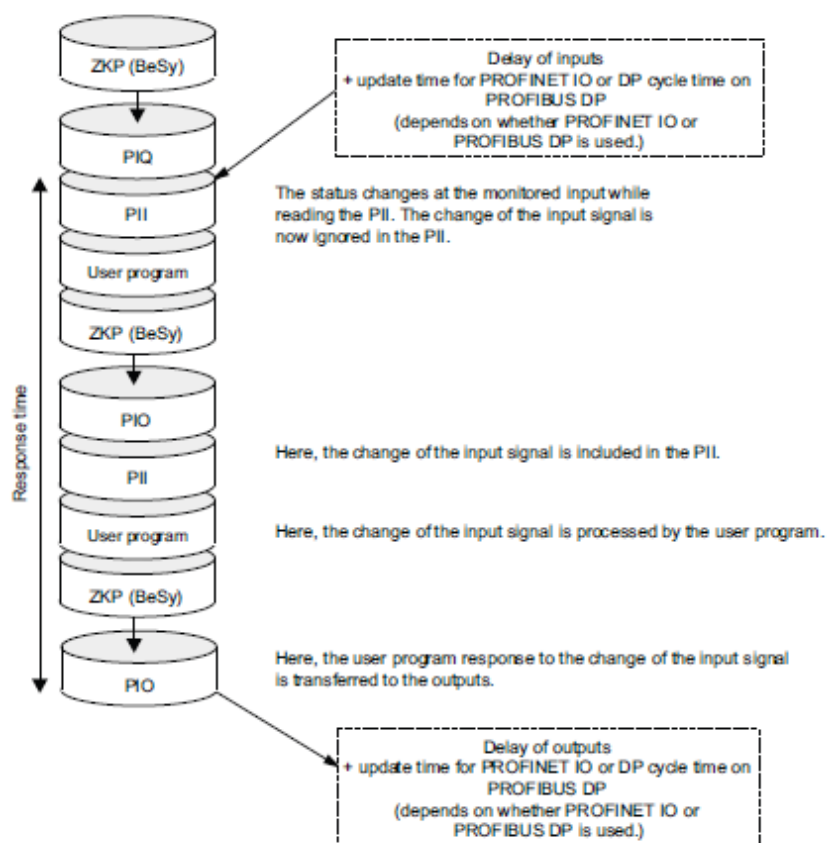 ZKP (BeSy)
Delay of inputs
+ update time for PROFINET IO or DP cycle time on
PROFIBUS DP
(depends on whether PROFINET IO or
PROFIBUS DP is used.)
PIQ
PII
The status changes at the monitored input while
reading the PII. The change of the input signal is
now ignored in the PII.
User program
ZKP (BeSy)
Response time
PIO
PII
Here, the change of the input signal is included in the PII.
User program
Here, the change of the input signal is processed by the user program.
ZKP (BeSy)
PIO
Here, the user program response to the change of the input signal
is transferred to the outputs.
Delay of outputs
+ update time for PROFINET IO or DP cycle time on
PROFIBUS DP
(depends on whether PROFINET IO or
PROFIBUS DP is used.)